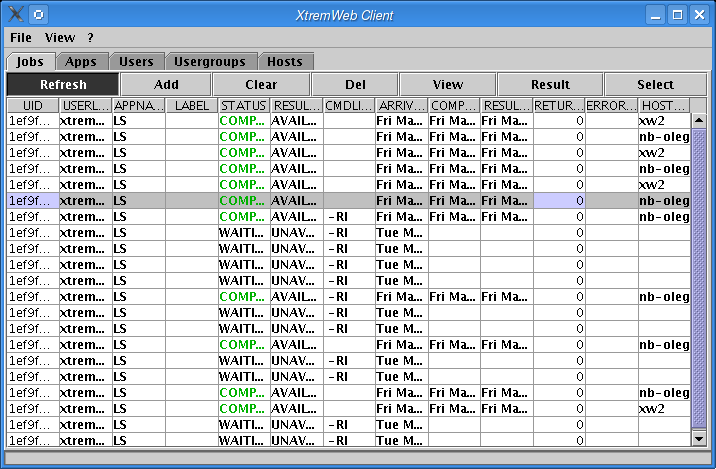 XtremWeb Client
File View ?
Jobs Apps Users Usergroups Hosts
Refresh Add Clear Del View Result Select
UID USERL... APPNA... LABEL STATUS RESUL... CMDLI... ARRIV... COMP... RESUL... RETUR... ERROR... HOST...
1ef9f... xtrem... LS COMP... AVAIL... Fri Ma... Fri Ma... Fri Ma... 0 xw2
1ef9f... xtrem... LS COMP... AVAIL... Fri Ma... Fri Ma... Fri Ma... 0 nb-oleg
1ef9f... xtrem... LS COMP... AVAIL... Fri Ma... Fri Ma... Fri Ma... 0 xw2
1ef9f... xtrem... LS COMP... AVAIL... Fri Ma... Fri Ma... Fri Ma... 0 nb-oleg
1ef9f... xtrem... LS COMP... AVAIL... Fri Ma... Fri Ma... Fri Ma... 0 xw2
1ef9f... xtrem... LS COMP... AVAIL... Fri Ma... Fri Ma... Fri Ma... 0 nb-oleg
1ef9f... xtrem... LS COMP... AVAIL... -RI Fri Ma... Fri Ma... Fri Ma... 0 nb-oleg
1ef9f... xtrem... LS WAITI... UNAV... -RI Tue M... 0
1ef9f... xtrem... LS WAITI... UNAV... -RI Tue M... 0
1ef9f... xtrem... LS WAITI... UNAV... -RI Tue M... 0
1ef9f... xtrem... LS WAITI... UNAV... -RI Tue M... 0
1ef9f... xtrem... LS COMP... AVAIL... -RI Fri Ma... Fri Ma... Fri Ma... 0 nb-oleg
1ef9f... xtrem... LS WAITI... UNAV... -RI Tue M... 0
1ef9f... xtrem... LS WAITI... UNAV... -RI Tue M... 0
1ef9f... xtrem... LS COMP... AVAIL... -RI Fri Ma... Fri Ma... Fri Ma... 0 nb-oleg
1ef9f... xtrem... LS WAITI... UNAV... -RI Tue M... 0
1ef9f... xtrem... LS WAITI... UNAV... -RI Tue M... 0
1ef9f... xtrem... LS COMP... AVAIL... Fri Ma... Fri Ma... Fri Ma... 0 nb-oleg
1ef9f... xtrem... LS COMP... AVAIL... Fri Ma... Fri Ma... Fri Ma... 0 xw2
1ef9f... xtrem... LS WAITI... UNAV... -RI Tue M... 0
1ef9f... xtrem... LS WAITI... UNAV... -RI Tue M... 0